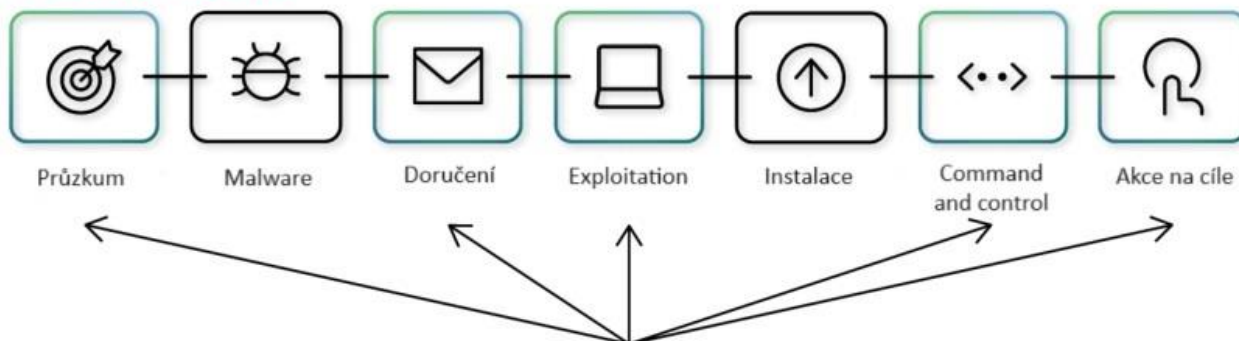 Průzkum
Malware
Doručení
Exploitation
Instalace
Command
and control
Akce na cíle